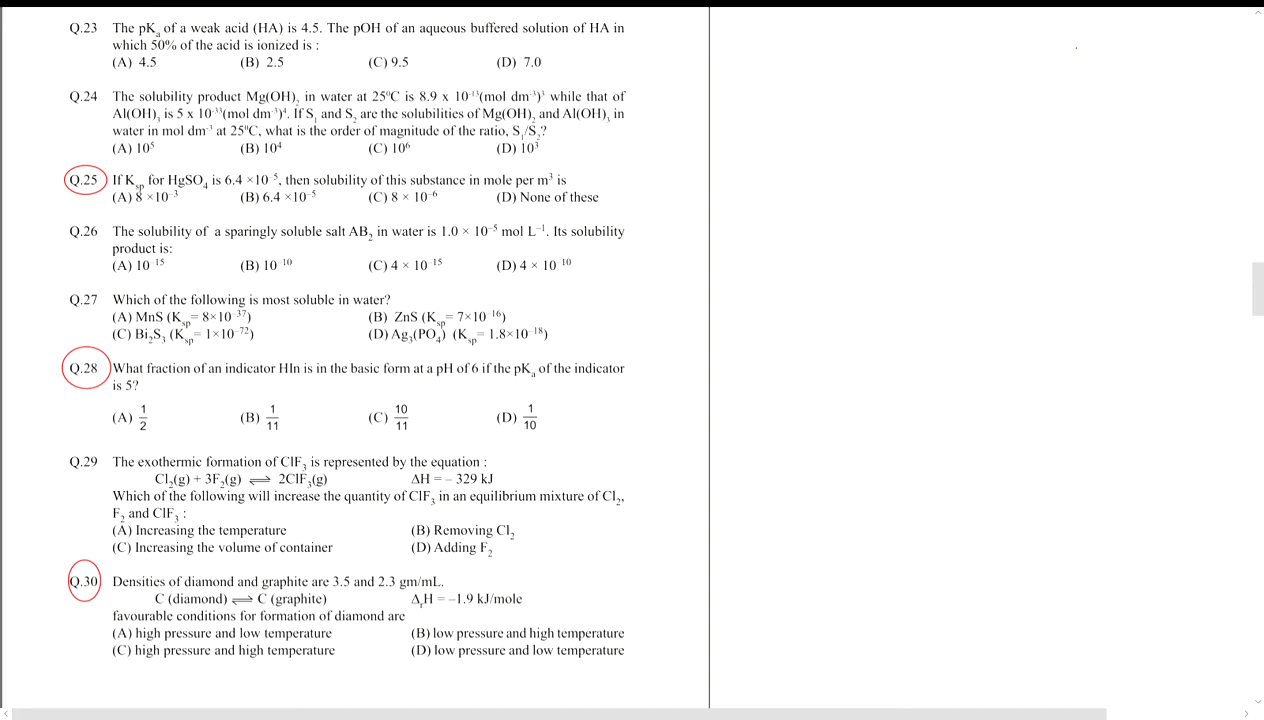 Q.23 The pKₐ of a weak acid (HA) is 4.5. The pOH of an aqueous buffered solution of HA in
which 50% of the acid is ionized is :
(A) 4.5 (B) 2.5 (C) 9.5 (D) 7.0
Q.24 The solubility product Mg(OH)₂ in water at 25⁰C is 8.9 x 10⁻¹³(mol dm⁻³)³ while that of
Al(OH)₃ is 5 x 10⁻³³(mol dm⁻³)⁴. If S₁ and S₂ are the solubilities of Mg(OH)₂ and Al(OH)₃ in
water in mol dm⁻³ at 25⁰C, what is the order of magnitude of the ratio, S₁/S₂?
(A) 10⁵ (B) 10⁴ (C) 10⁶ (D) 10³
Q.25 If Kₛₚ for HgSO₄ is 6.4 ×10⁻⁵, then solubility of this substance in mole per m³ is
(A) 8 ×10⁻³ (B) 6.4 ×10⁻⁵ (C) 8 × 10⁻⁶ (D) None of these
Q.26 The solubility of a sparingly soluble salt AB₂ in water is 1.0 × 10⁻⁵ mol L⁻¹. Its solubility
product is:
(A) 10⁻¹⁵ (B) 10⁻¹⁰ (C) 4 × 10⁻¹⁵ (D) 4 × 10⁻¹⁰
Q.27 Which of the following is most soluble in water?
(A) MnS (Kₛₚ= 8×10⁻³⁷) (B) ZnS (Kₛₚ= 7×10⁻¹⁶)
(C) Bi₂S₃ (Kₛₚ= 1×10⁻⁷²) (D) Ag₃(PO₄) (Kₛₚ= 1.8×10⁻¹⁸)
Q.28 What fraction of an indicator HIn is in the basic form at a pH of 6 if the pKₐ of the indicator
is 5?
(A) 1/2 (B) 1/11 (C) 10/11 (D) 1/10
Q.29 The exothermic formation of ClF₃ is represented by the equation :
Cl₂(g) + 3F₂(g) ⇌ 2ClF₃(g) ΔH = – 329 kJ
Which of the following will increase the quantity of ClF₃ in an equilibrium mixture of Cl₂,
F₂ and ClF₃ :
(A) Increasing the temperature (B) Removing Cl₂
(C) Increasing the volume of container (D) Adding F₂
Q.30 Densities of diamond and graphite are 3.5 and 2.3 gm/mL.
C (diamond) ⇌ C (graphite) ΔᵣH = –1.9 kJ/mole
favourable conditions for formation of diamond are
(A) high pressure and low temperature (B) low pressure and high temperature
(C) high pressure and high temperature (D) low pressure and low temperature